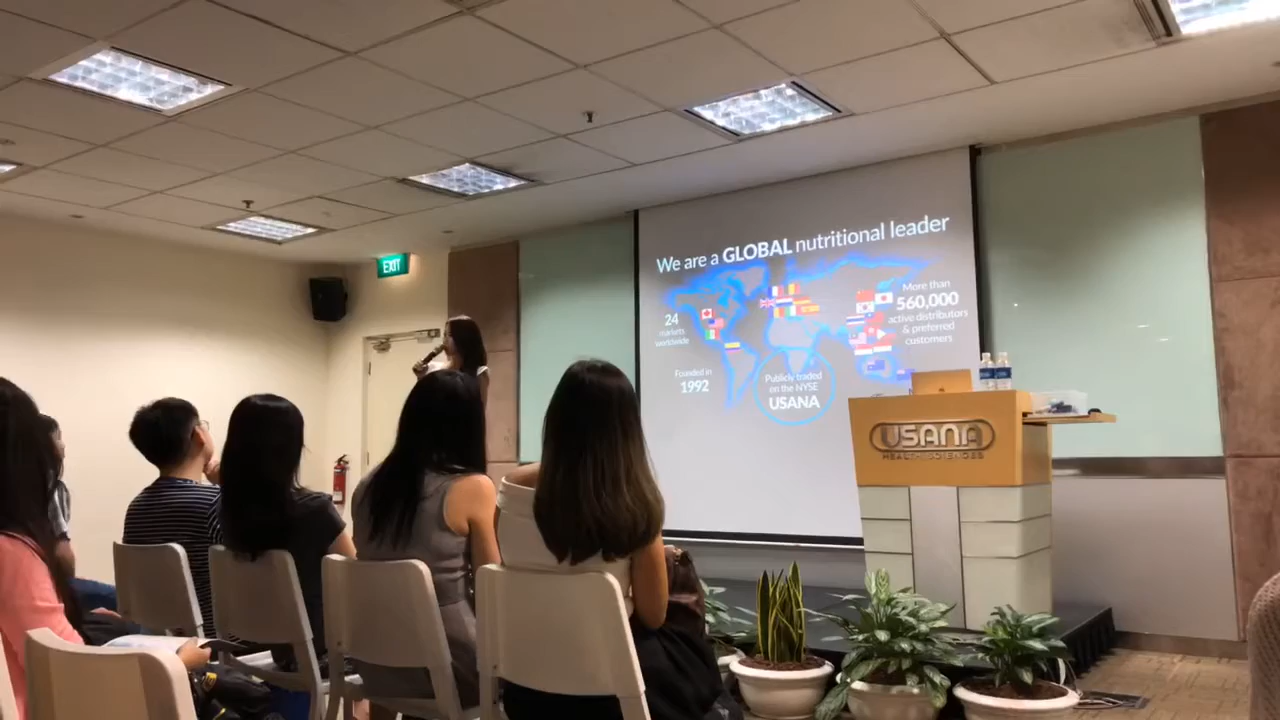 EXIT
We are a GLOBAL nutritional leader
24
markets
worldwide
More than
560,000
active distributors
& preferred
customers
Founded in
1992
Publicly traded
on the NYSE
USANA
USANA
HEALTH SCIENCES